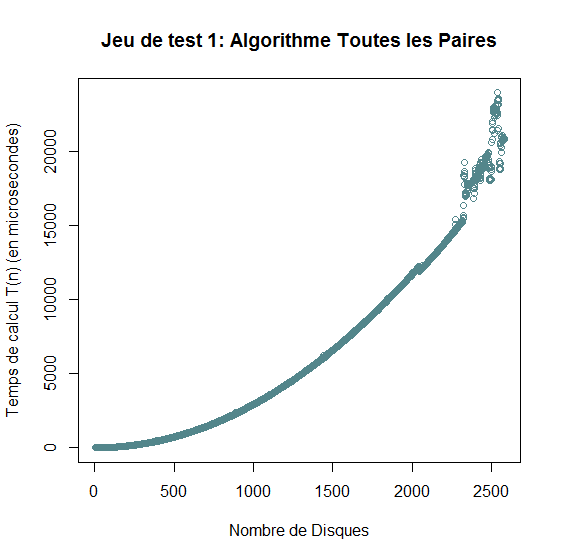 Jeu de test 1: Algorithme Toutes les Paires
Temps de calcul T(n) (en microsecondes)
20000
15000
10000
5000
0
0 500 1000 1500 2000 2500
Nombre de Disques